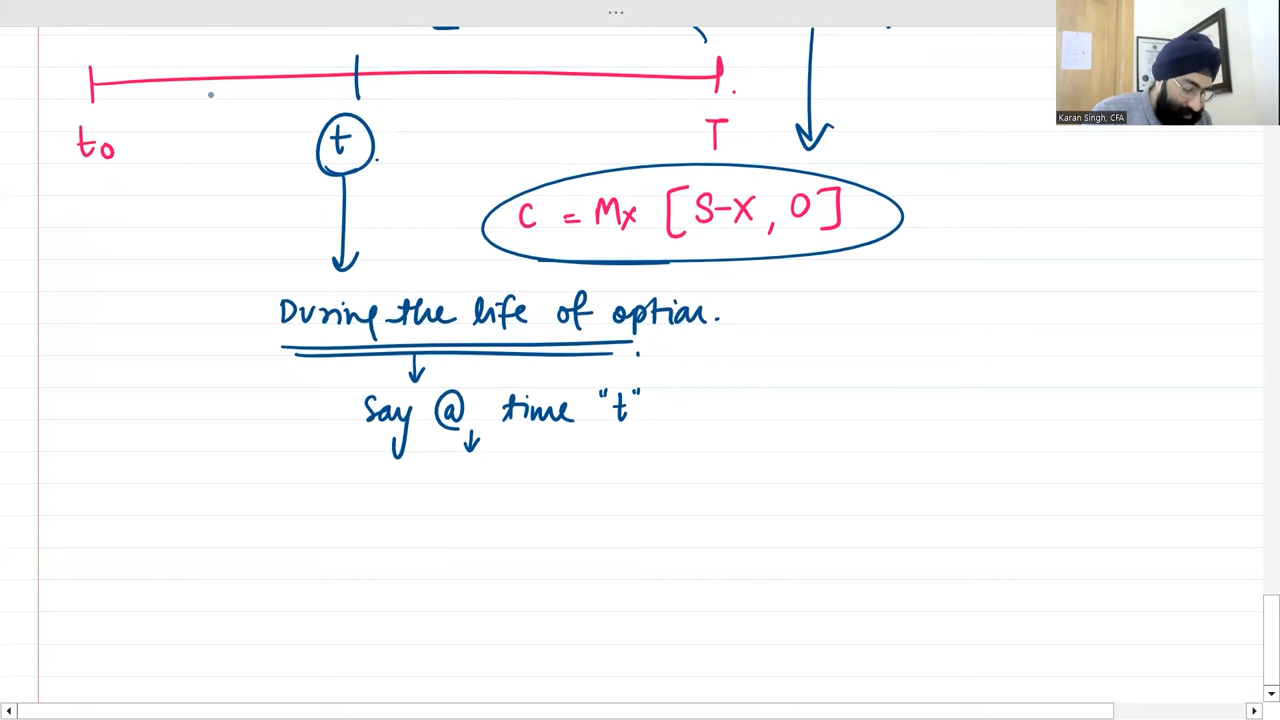 Karan Singh, CFA
t₀
t
T
C = Mx [S-X, 0]
During the life of option.
Say @ time "t"